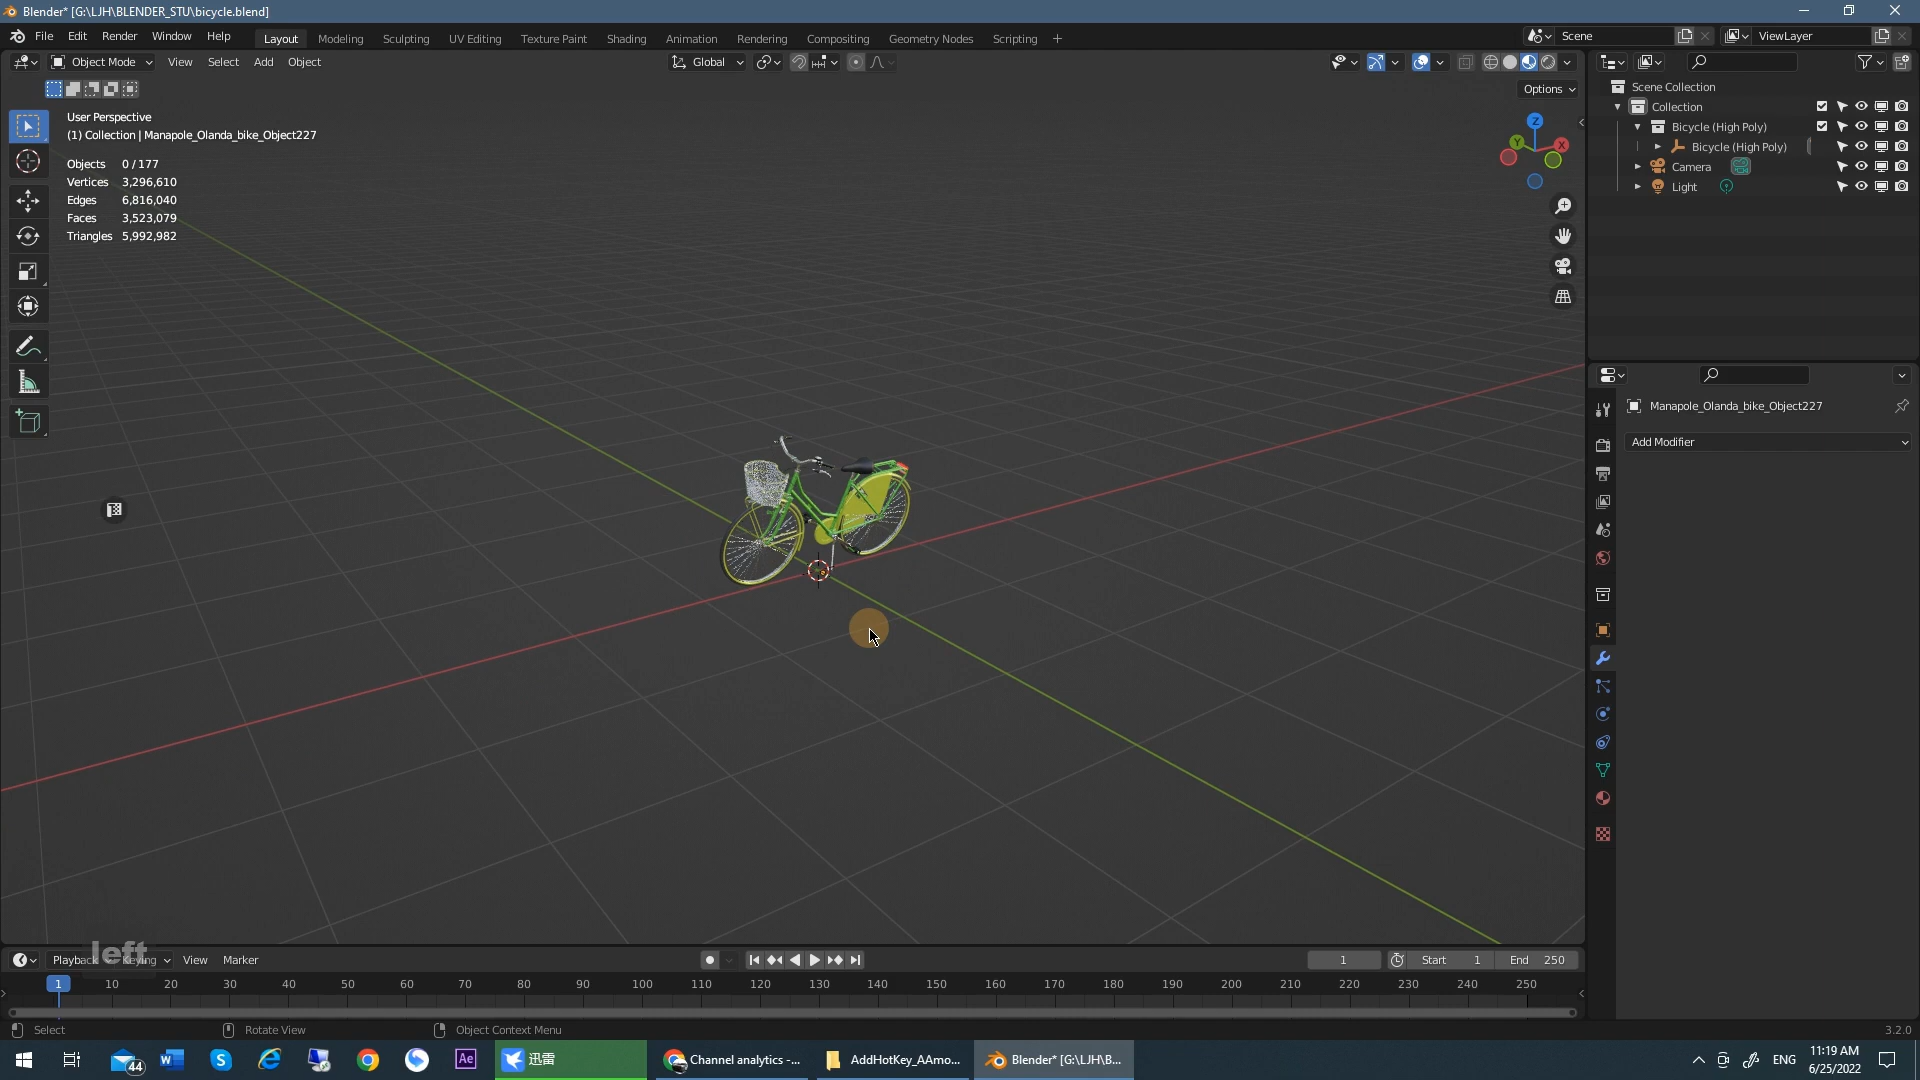 Blender* [G:\LJH\BLENDER_STU\bicycle.blend]
File Edit Render Window Help Layout Modeling Sculpting UV Editing Texture Paint Shading Animation Rendering Compositing Geometry Nodes Scripting + Scene ViewLayer
Object Mode View Select Add Object Global
Options
User Perspective
(1) Collection | Manapole_Olanda_bike_Object227
Objects 0 / 177
Vertices 3,296,610
Edges 6,816,040
Faces 3,523,079
Triangles 5,992,982
Z
Y
X
Scene Collection
Collection
Bicycle (High Poly)
Bicycle (High Poly)
Camera
Light
Manapole_Olanda_bike_Object227
Add Modifier
left
Playback Keying View Marker 1 Start 1 End 250
1 10 20 30 40 50 60 70 80 90 100 110 120 130 140 150 160 170 180 190 200 210 220 230 240 250
Select Rotate View Object Context Menu 3.2.0
44 Ae 迅雷 Channel analytics -... AddHotKey_AAmo... Blender* [G:\LJH\B... ENG
11:19 AM
6/25/2022